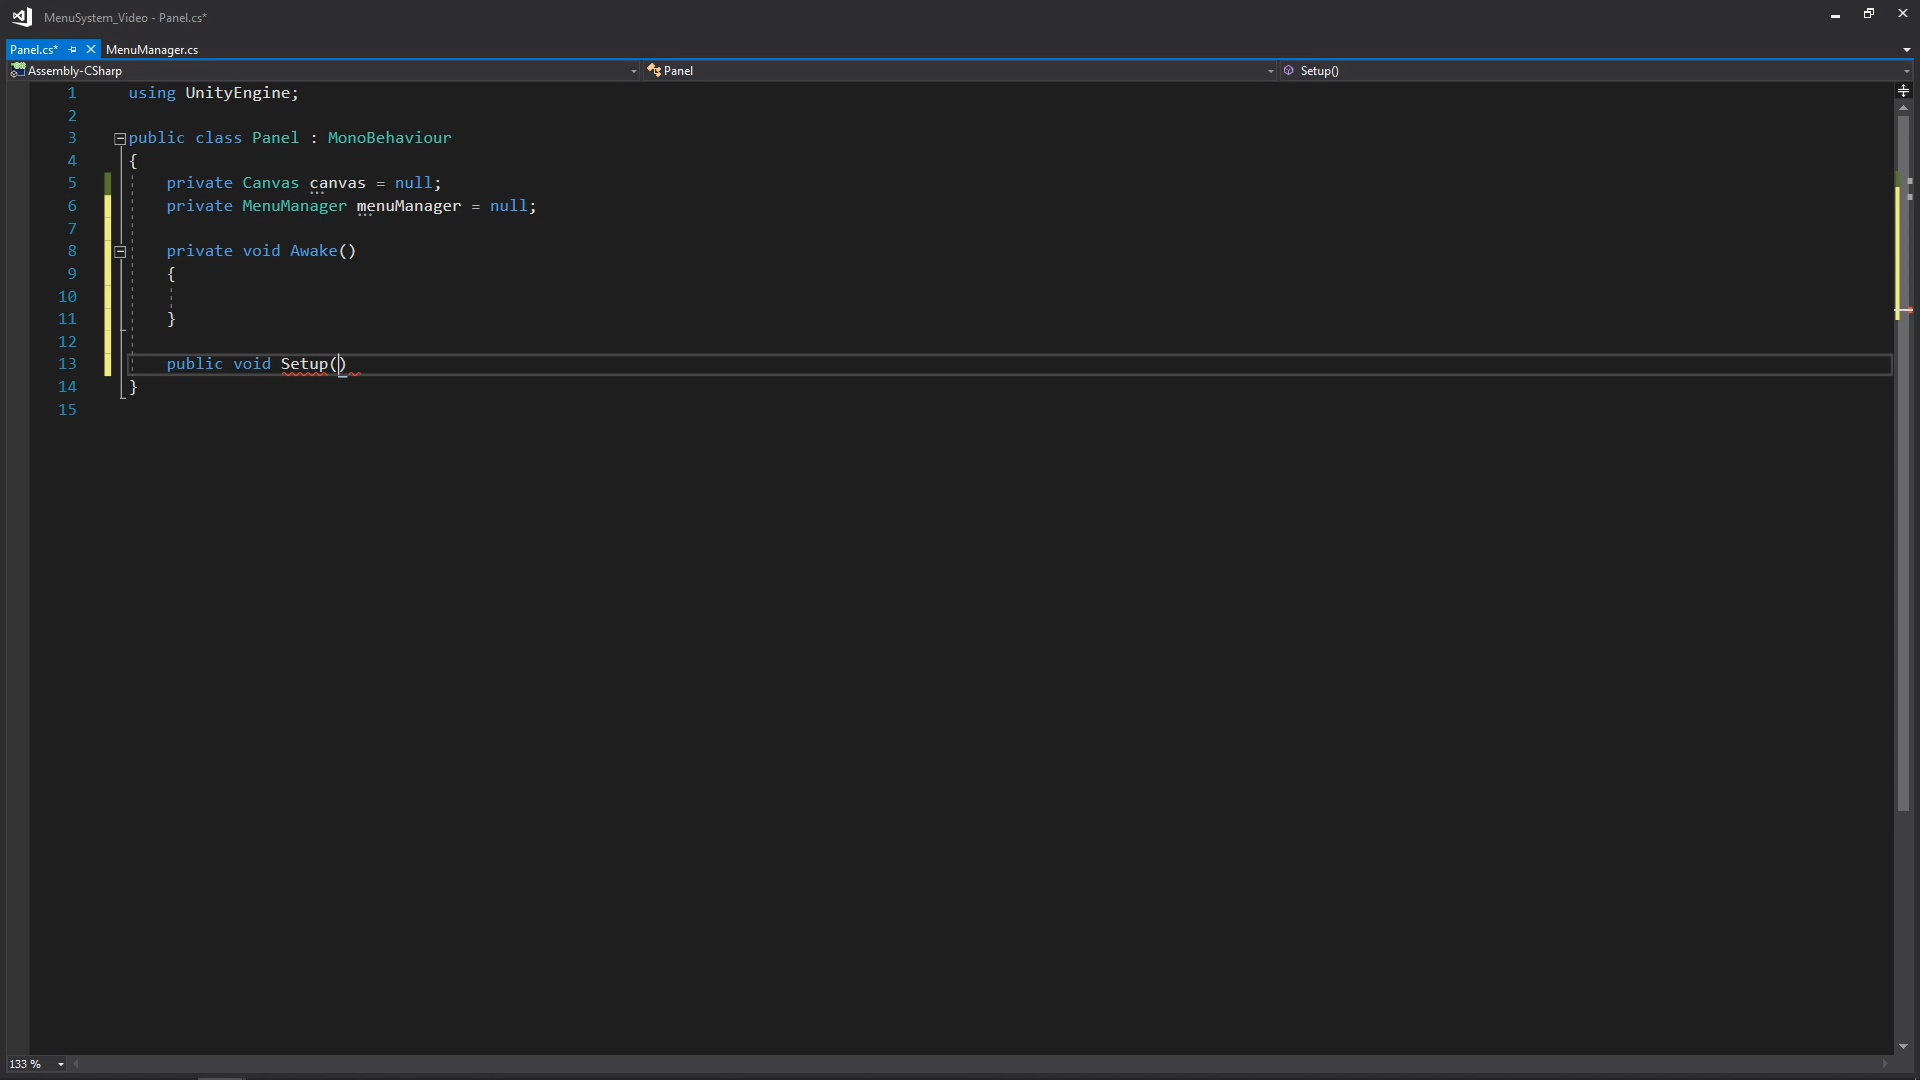 MenuSystem_Video - Panel.cs*
Panel.cs* MenuManager.cs
Assembly-CSharp Panel Setup()
1 using UnityEngine;
2
3 public class Panel : MonoBehaviour
4 {
5 private Canvas canvas = null;
6 private MenuManager menuManager = null;
7
8 private void Awake()
9 {
10
11 }
12
13 public void Setup()
14 }
15
133 %